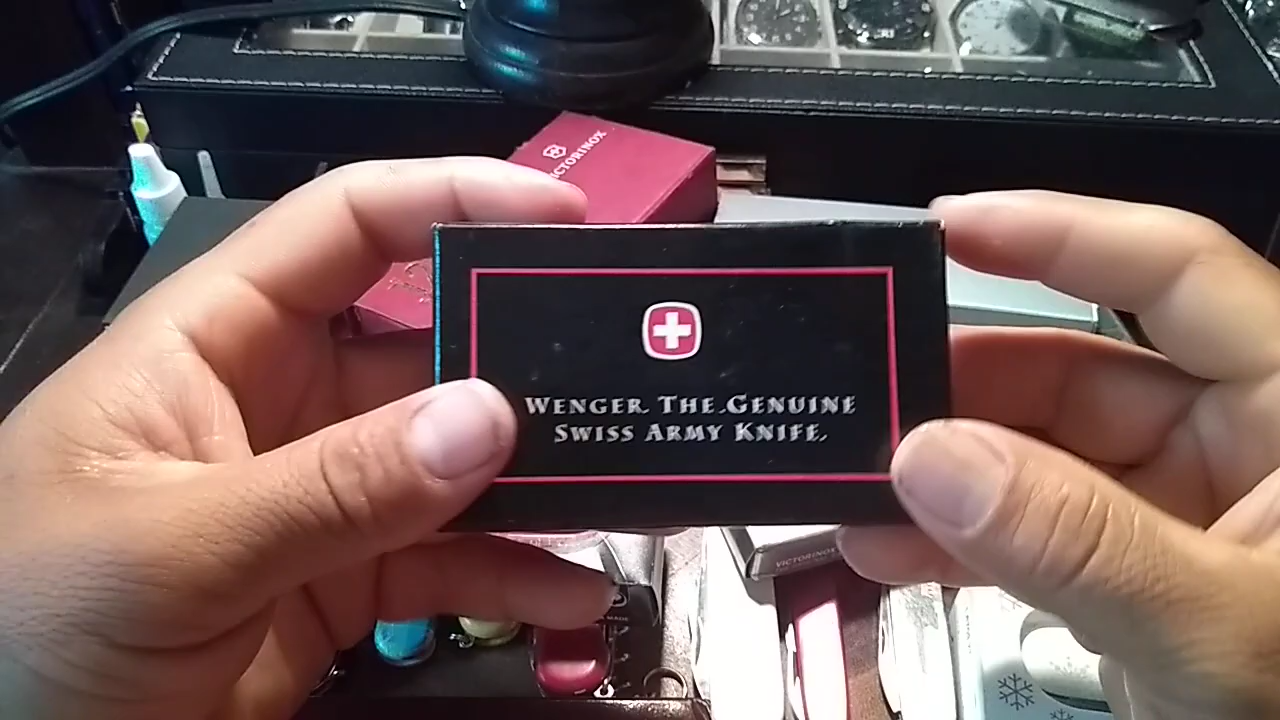 VICTORINOX
WENGER. THE GENUINE
SWISS ARMY KNIFE.
VICTORINOX